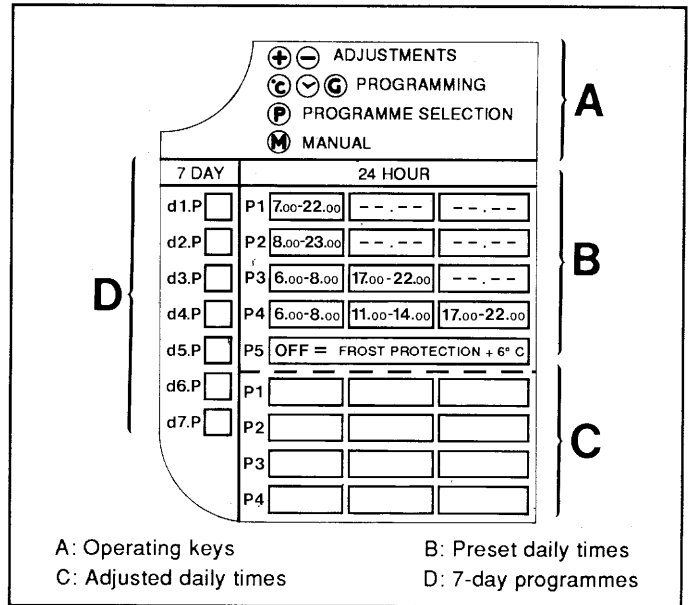 + - ADJUSTMENTS
°C G PROGRAMMING
P PROGRAMME SELECTION
M MANUAL
A
7 DAY 24 HOUR
d1.P P1 7.00-22.00 --.-- --.--
d2.P P2 8.00-23.00 --.-- --.--
d3.P P3 6.00-8.00 17.00-22.00 --.--
d4.P P4 6.00-8.00 11.00-14.00 17.00-22.00
d5.P P5 OFF = FROST PROTECTION + 6° C
B
D
d6.P P1
d7.P P2
P3
P4
C
A: Operating keys B: Preset daily times
C: Adjusted daily times D: 7-day programmes